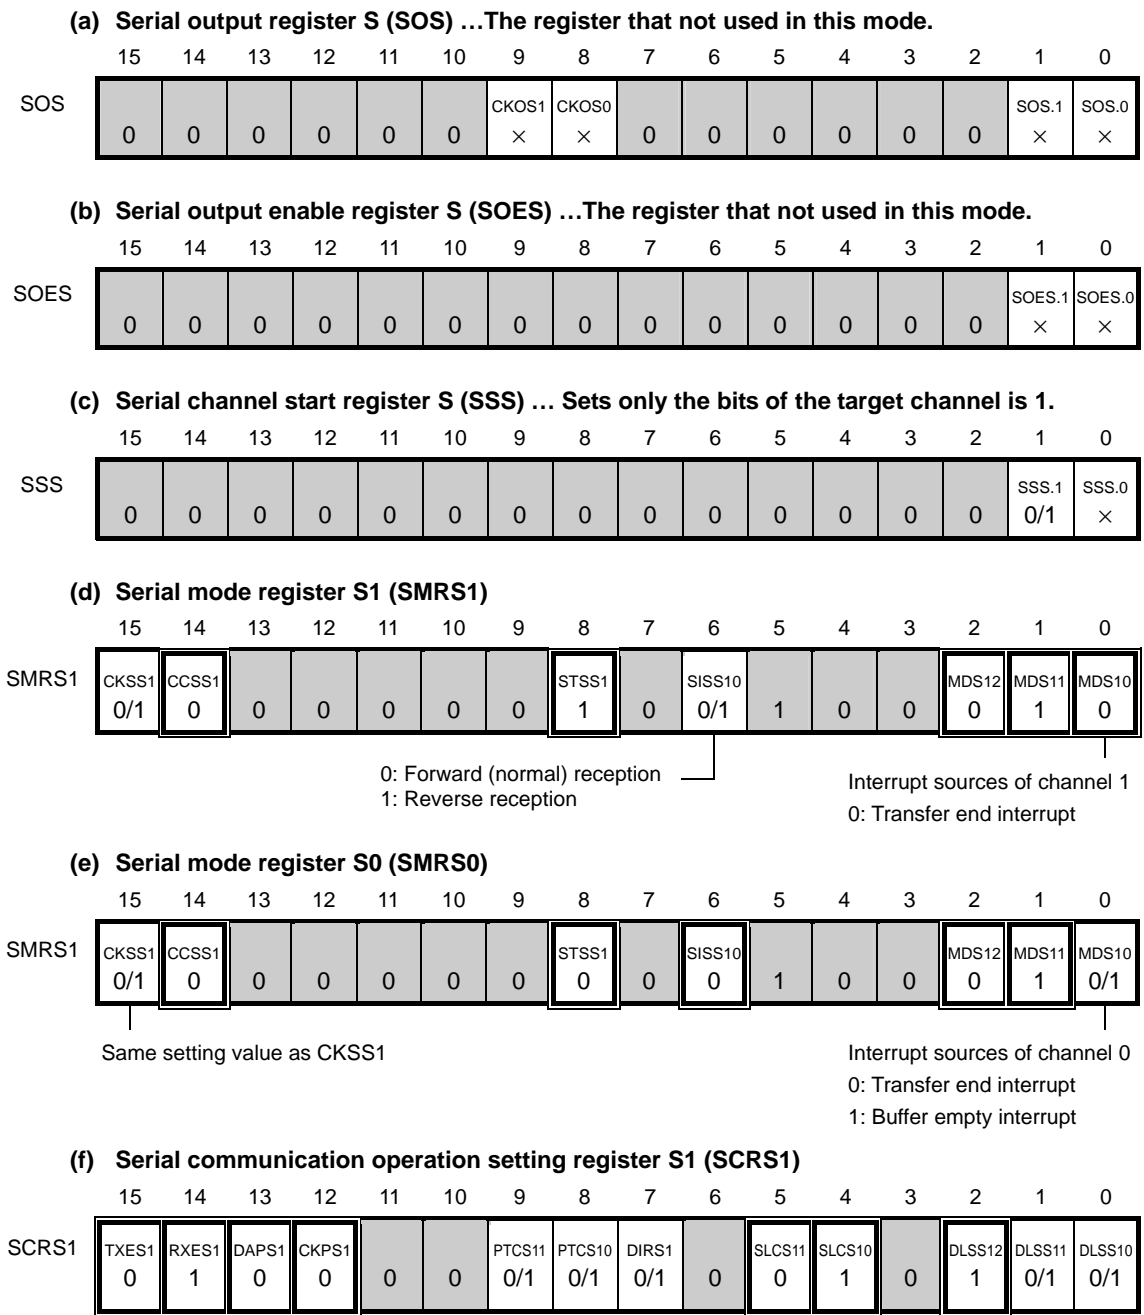 (a) Serial output register S (SOS) …The register that not used in this mode.
15 14 13 12 11 10 9 8 7 6 5 4 3 2 1 0
SOS
CKOS1 CKOS0 SOS.1 SOS.0
0 0 0 0 0 0 × × 0 0 0 0 0 0 × ×
(b) Serial output enable register S (SOES) …The register that not used in this mode.
15 14 13 12 11 10 9 8 7 6 5 4 3 2 1 0
SOES
SOES.1 SOES.0
0 0 0 0 0 0 0 0 0 0 0 0 0 0 × ×
(c) Serial channel start register S (SSS) … Sets only the bits of the target channel is 1.
15 14 13 12 11 10 9 8 7 6 5 4 3 2 1 0
SSS
SSS.1 SSS.0
0 0 0 0 0 0 0 0 0 0 0 0 0 0 0/1 ×
(d) Serial mode register S1 (SMRS1)
15 14 13 12 11 10 9 8 7 6 5 4 3 2 1 0
SMRS1
CKSS1 CCSS1 STSS1 SISS10 MDS12 MDS11 MDS10
0/1 0 0 0 0 0 0 1 0 0/1 1 0 0 0 1 0
0: Forward (normal) reception
1: Reverse reception
Interrupt sources of channel 1
0: Transfer end interrupt
(e) Serial mode register S0 (SMRS0)
15 14 13 12 11 10 9 8 7 6 5 4 3 2 1 0
SMRS1
CKSS1 CCSS1 STSS1 SISS10 MDS12 MDS11 MDS10
0/1 0 0 0 0 0 0 0 0 0 1 0 0 0 1 0/1
Same setting value as CKSS1
Interrupt sources of channel 0
0: Transfer end interrupt
1: Buffer empty interrupt
(f) Serial communication operation setting register S1 (SCRS1)
15 14 13 12 11 10 9 8 7 6 5 4 3 2 1 0
SCRS1
TXES1 RXES1 DAPS1 CKPS1 PTCS11 PTCS10 DIRS1 SLCS11 SLCS10 DLSS12 DLSS11 DLSS10
0 1 0 0 0 0 0/1 0/1 0/1 0 0 1 0 1 0/1 0/1